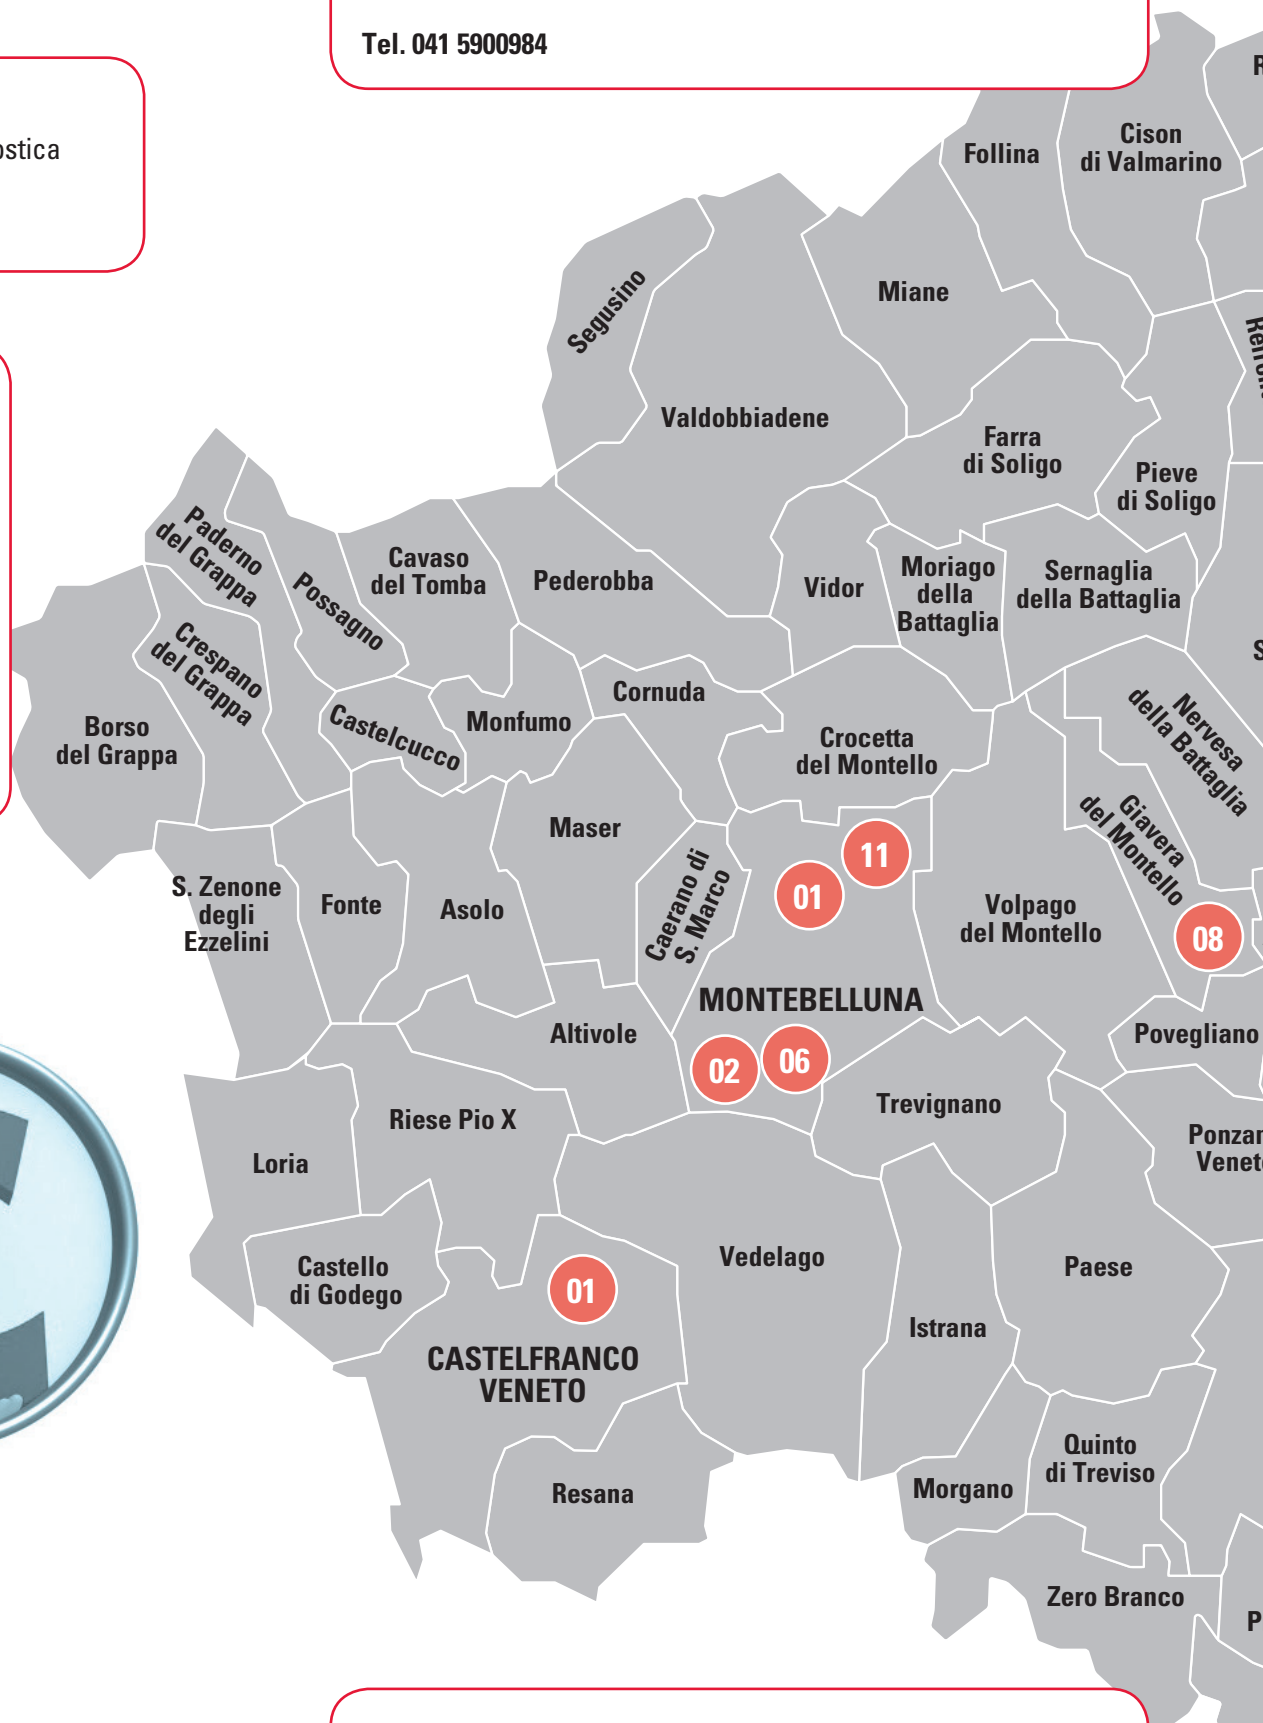 Tel. 041 5900984
ostica
Follina
Cison
di Valmarino
Segusino
Miane
Valdobbiadene
Farra
di Soligo
Pieve
di Soligo
Paderno
del Grappa
Possagno
Cavaso
del Tomba
Pederobba
Vidor
Moriago
della
Battaglia
Sernaglia
della Battaglia
Crespano
del Grappa
Borso
del Grappa
Castelcucco
Monfumo
Cornuda
Crocetta
del Montello
Nervesa
della Battaglia
Giavera
del Montello
Maser
Caerano di
S. Marco
11
01
08
S. Zenone
degli
Ezzelini
Fonte
Asolo
Volpago
del Montello
MONTEBELLUNA
Altivole
02
06
Povegliano
Riese Pio X
Trevignano
Loria
Ponzan
Veneto
Castello
di Godego
01
Vedelago
Paese
Istrana
CASTELFRANCO
VENETO
Quinto
di Treviso
Resana
Morgano
Zero Branco
P